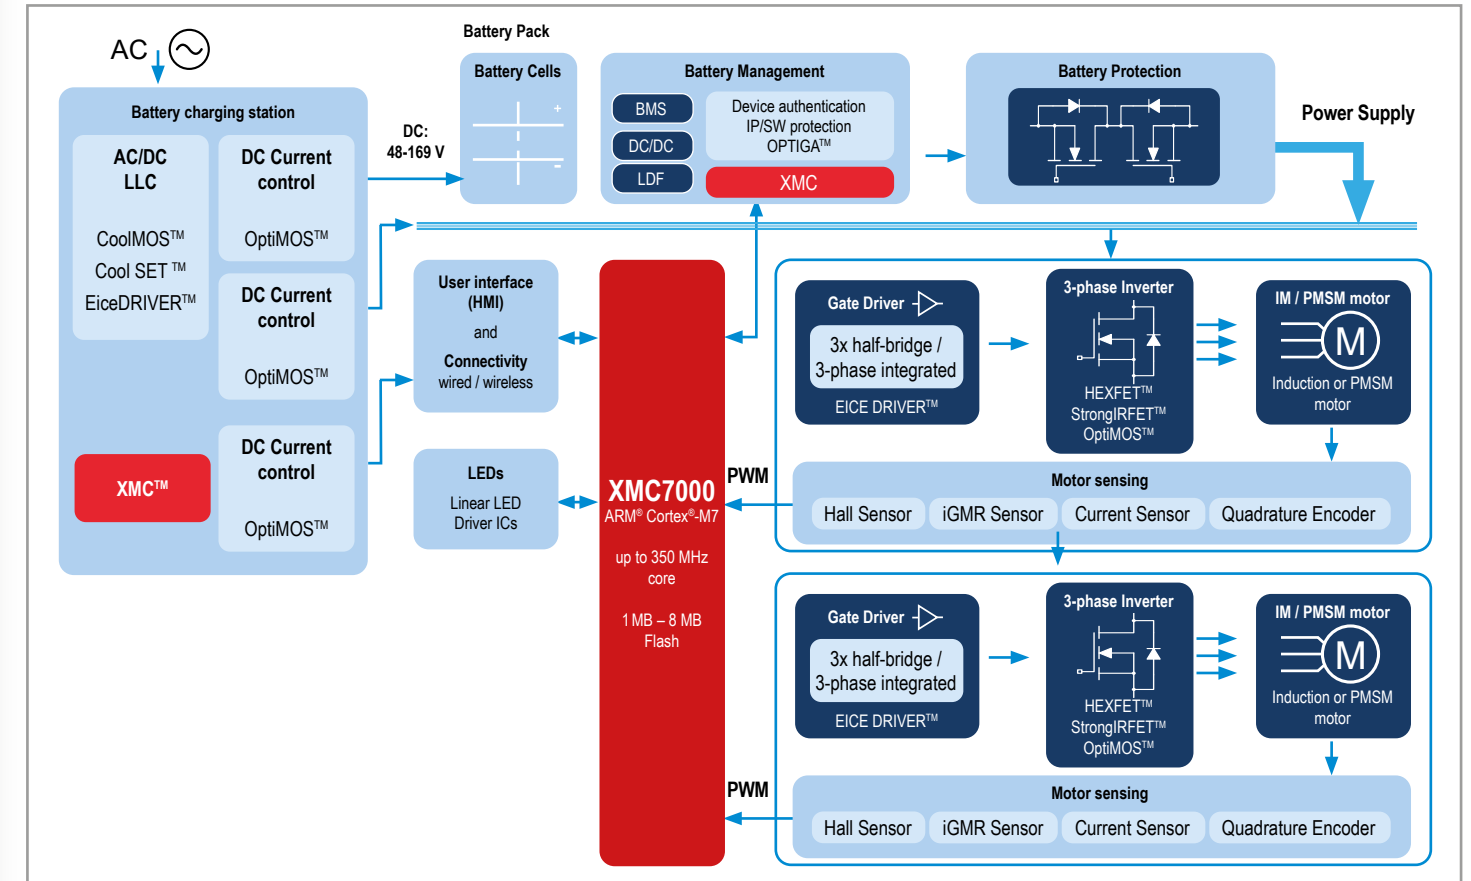 AC
Battery Pack
Battery charging station
AC/DC
LLC
CoolMOS™
Cool SET ™
EiceDRIVER™
DC Current
control
OptiMOS™
DC Current
control
OptiMOS™
XMC™
DC Current
control
OptiMOS™
DC:
48-169 V
Battery Cells
+
-
Battery Management
BMS
DC/DC
LDF
Device authentication
IP/SW protection
OPTIGA™
XMC
Battery Protection
Power Supply
User interface
(HMI)
and
Connectivity
wired / wireless
LEDs
Linear LED
Driver ICs
XMC7000
ARM® Cortex®-M7
up to 350 MHz
core
1 MB – 8 MB
Flash
Gate Driver
3x half-bridge /
3-phase integrated
EICE DRIVER™
3-phase Inverter
HEXFET™
StrongIRFET™
OptiMOS™
IM / PMSM motor
M
Induction or PMSM
motor
PWM
Motor sensing
Hall Sensor
iGMR Sensor
Current Sensor
Quadrature Encoder
Gate Driver
3x half-bridge /
3-phase integrated
EICE DRIVER™
3-phase Inverter
HEXFET™
StrongIRFET™
OptiMOS™
IM / PMSM motor
M
Induction or PMSM
motor
PWM
Motor sensing
Hall Sensor
iGMR Sensor
Current Sensor
Quadrature Encoder